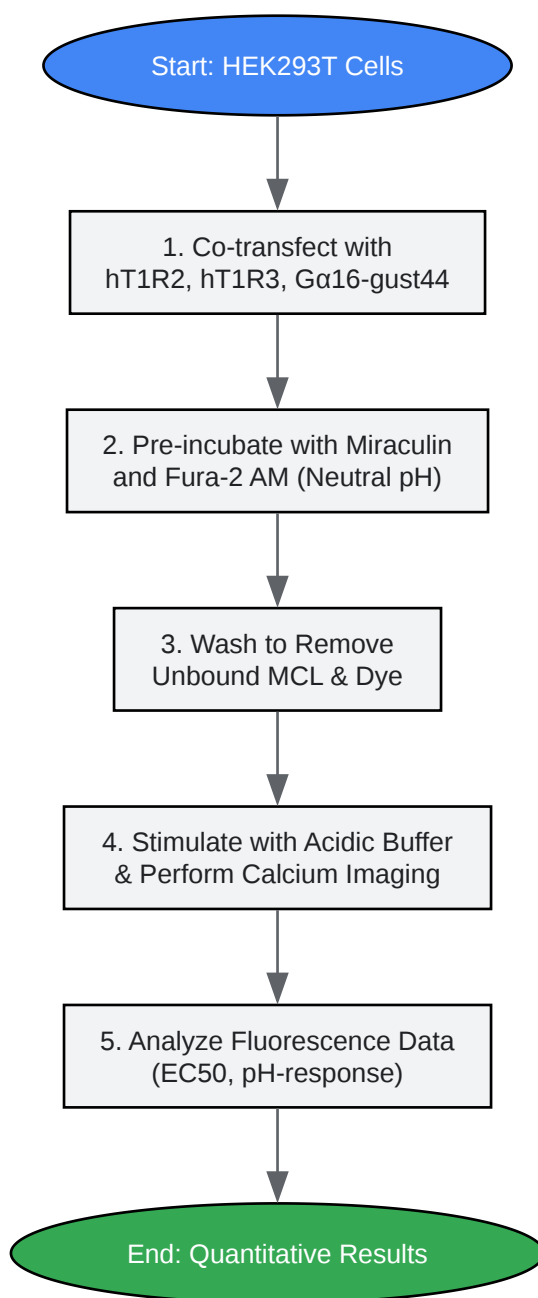 Start: HEK293T Cells
1. Co-transfect with
hT1R2, hT1R3, Gα16-gust44
2. Pre-incubate with Miraculin
and Fura-2 AM (Neutral pH)
3. Wash to Remove
Unbound MCL & Dye
4. Stimulate with Acidic Buffer
& Perform Calcium Imaging
5. Analyze Fluorescence Data
(EC50, pH-response)
End: Quantitative Results